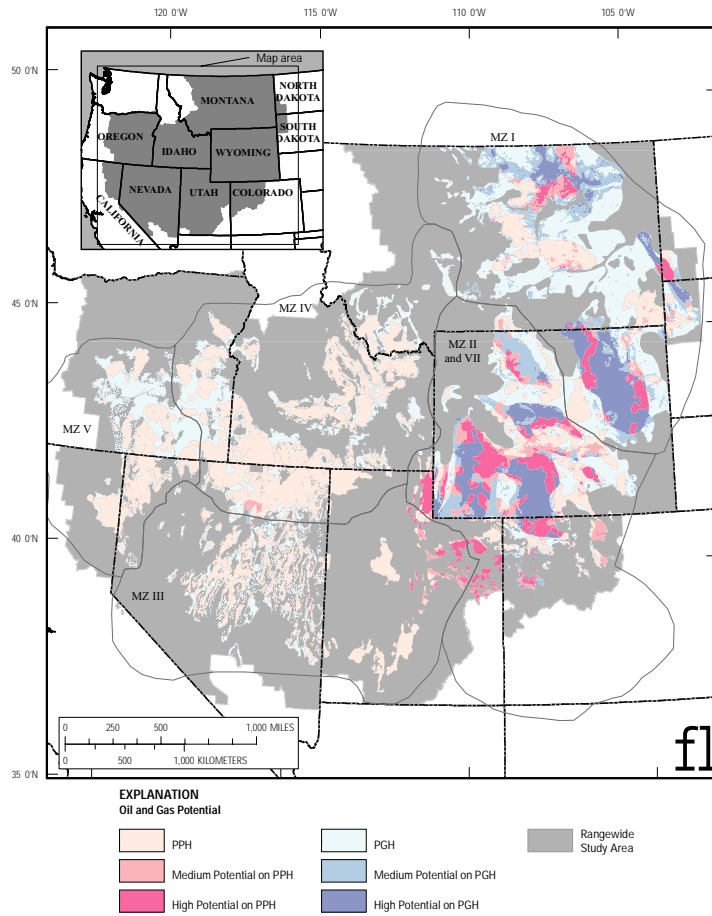 120 0'W
115 0'W
110 0'W
105 0'W
50 0'N
Map area
NORTH
DAKOTA
MONTANA
SOUTH
DAKOTA
OREGON
IDAHO
WYOMING
NEVADA
UTAH
COLORADO
CALIFORNIA
MZ I
45 0'N
MZ IV
MZ II
and VII
MZ V
40 0'N
MZ III
0 250 500 1,000 MILES
0 500 1,000 KILOMETERS
fl
35 0'N
EXPLANATION
Oil and Gas Potential
PPH
PGH
Rangewide
Study Area
Medium Potential on PPH
Medium Potential on PGH
High Potential on PPH
High Potential on PGH